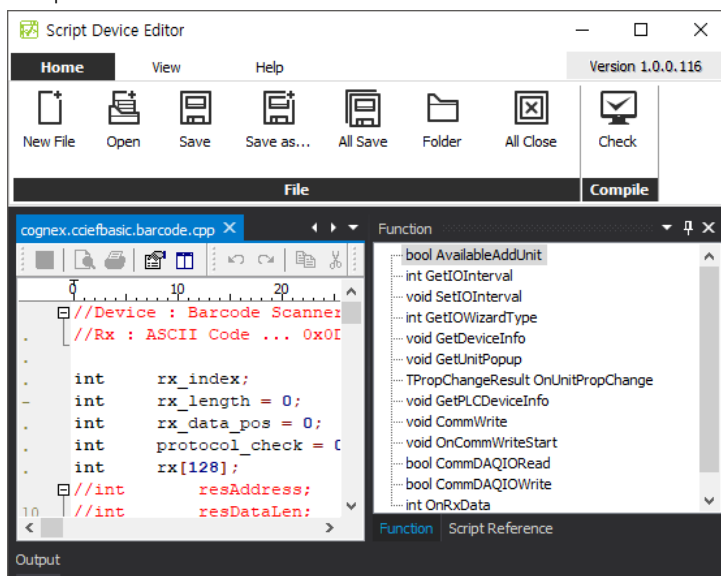 Script Device Editor
Home View Help Version 1.0.0.116
New File Open Save Save as... All Save Folder All Close Check
File Compile
cognex.cciefbasic.barcode.cpp Function
0 10 20
//Device : Barcode Scanner
//Rx : ASCII Code ... 0x0D
int rx_index;
int rx_length = 0;
int rx_data_pos = 0;
int protocol_check = 0
int rx[128];
//int resAddress;
10 //int resDataLen;
bool AvailableAddUnit
int GetIOInterval
void SetIOInterval
int GetIOWizardType
void GetDeviceInfo
void GetUnitPopup
TPropChangeResult OnUnitPropChange
void GetPLCDeviceInfo
void CommWrite
void OnCommWriteStart
bool CommDAQIORead
bool CommDAQIOWrite
int OnRxData
Function Script Reference
Output